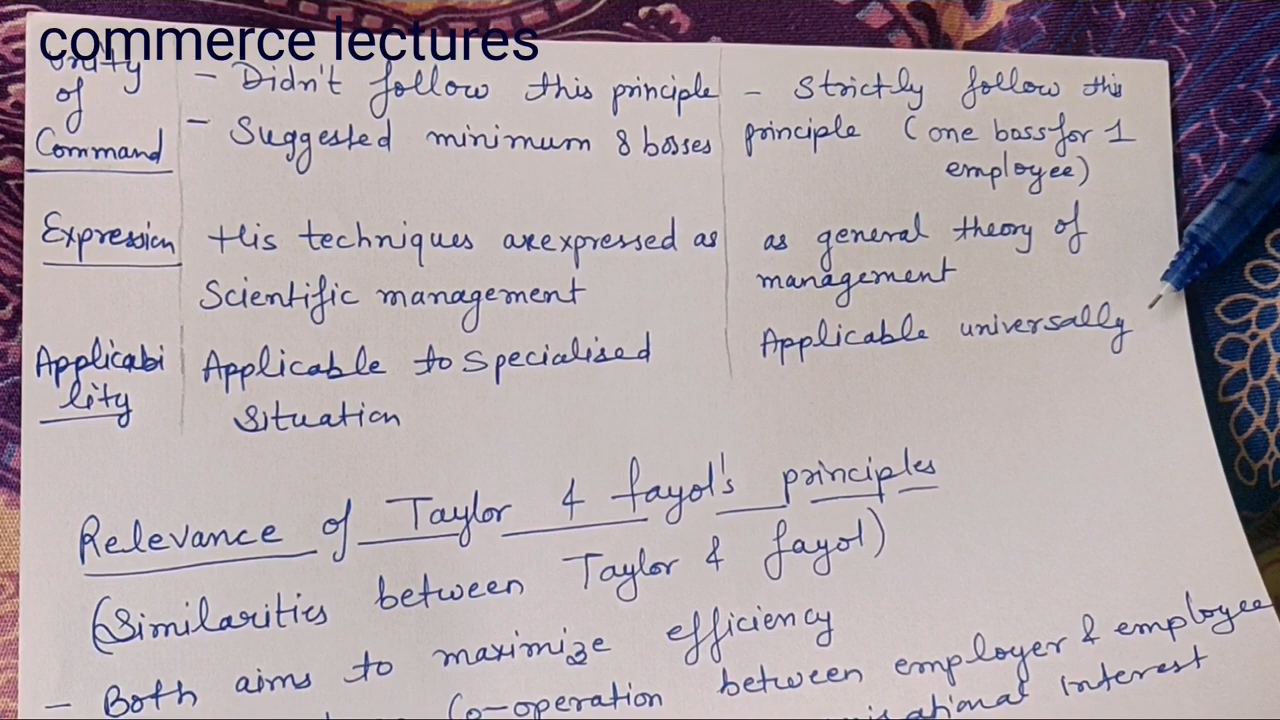 commerce lectures
Unity of Command
- Didn't follow this principle
- Suggested minimum 8 bosses
- Strictly follow this
principle (one boss for 1
employee)
Expression
His techniques are expressed as
Scientific management
as general theory of
management
Applicabi
lity
Applicable to Specialised
Situation
Applicable universally
Relevance of Taylor & fayol's principles
(Similarities between Taylor & fayol)
- Both aims to maximize efficiency
Co-operation between employer & employee
interest